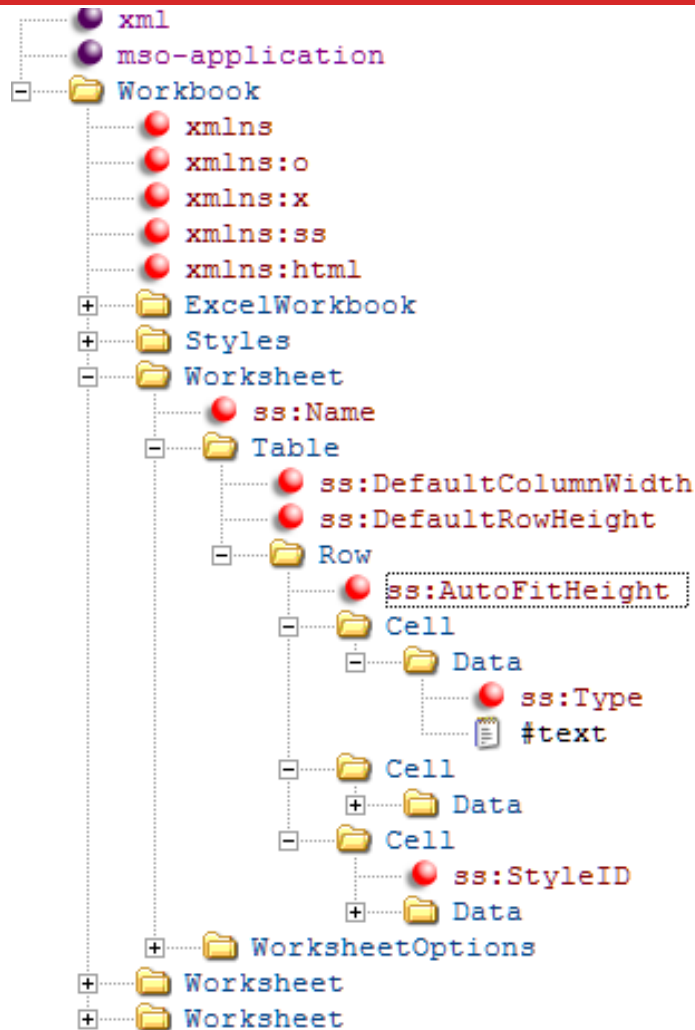 xml
mso-application
Workbook
xmlns
xmlns:o
xmlns:x
xmlns:ss
xmlns:html
ExcelWorkbook
Styles
Worksheet
ss:Name
Table
ss:DefaultColumnWidth
ss:DefaultRowHeight
Row
ss:AutoFitHeight
Cell
Data
ss:Type
#text
Cell
Data
Cell
ss:StyleID
Data
WorksheetOptions
Worksheet
Worksheet